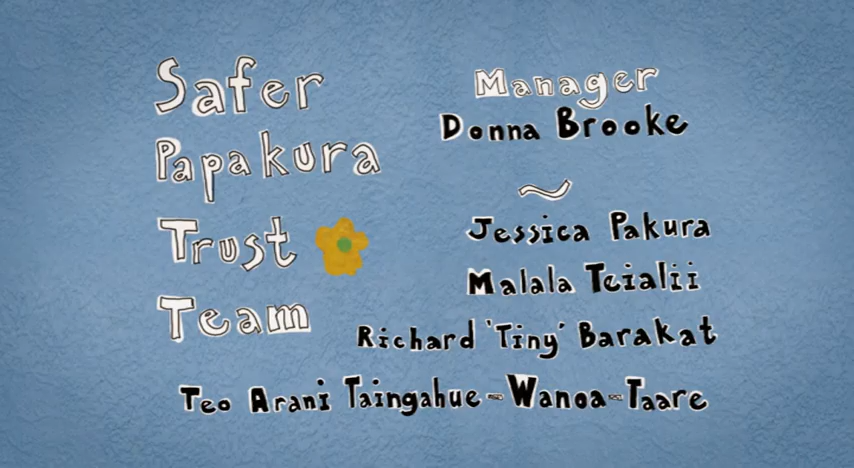 Safer
Papakura
Trust
Team
Manager
Donna Brooke
~
Jessica Pakura
Malala Teialii
Richard 'Tiny' Barakat
Teo Arani Taingahue-Wanoa-Taare